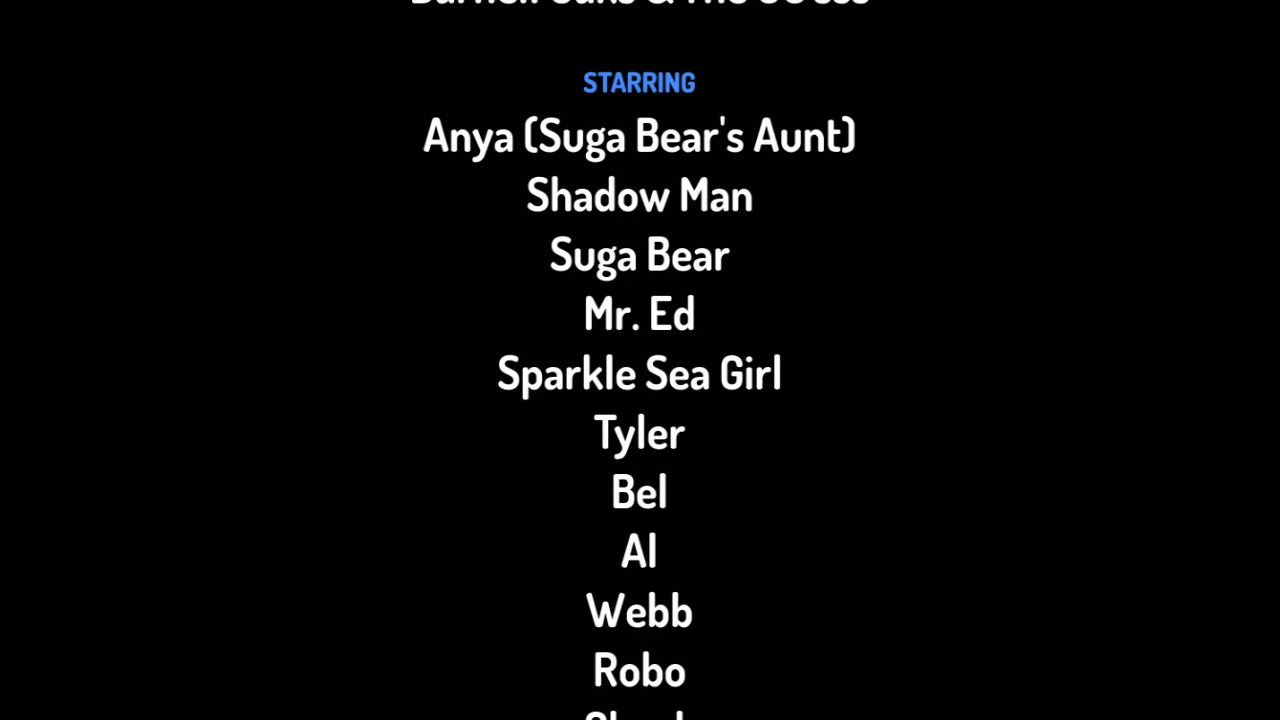 STARRING
Anya (Suga Bear's Aunt)
Shadow Man
Suga Bear
Mr. Ed
Sparkle Sea Girl
Tyler
Bel
Al
Webb
Robo